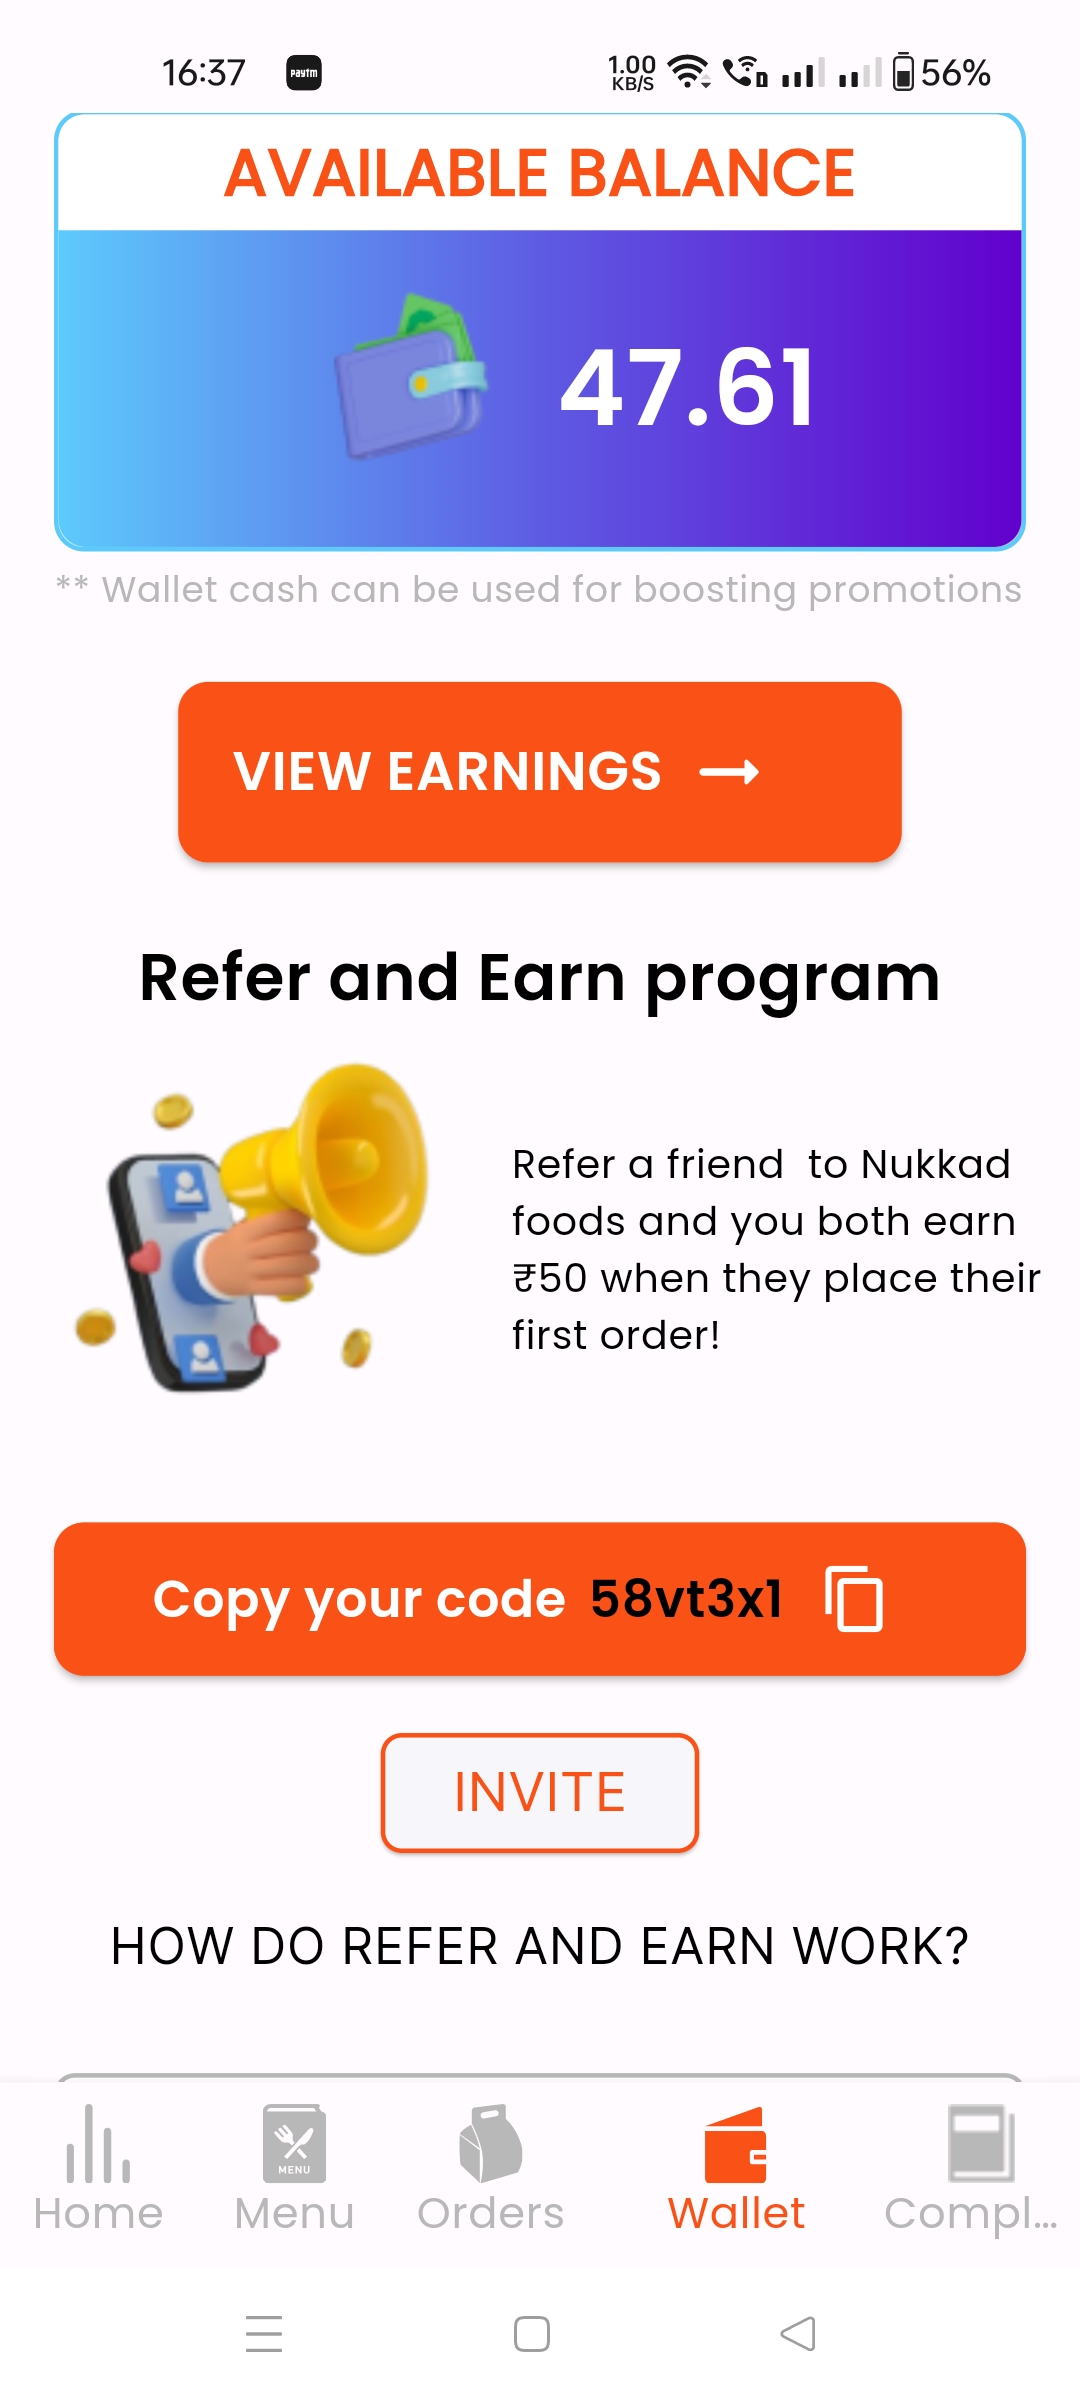 16:37
paytm
1.00
KB/S
56%
AVAILABLE BALANCE
47.61
** Wallet cash can be used for boosting promotions
VIEW EARNINGS
Refer and Earn program
Refer a friend  to Nukkad
foods and you both earn
₹50 when they place their
first order!
Copy your code 58vt3x1
INVITE
HOW DO REFER AND EARN WORK?
MENU
Home
Menu
Orders
Wallet
Compl...